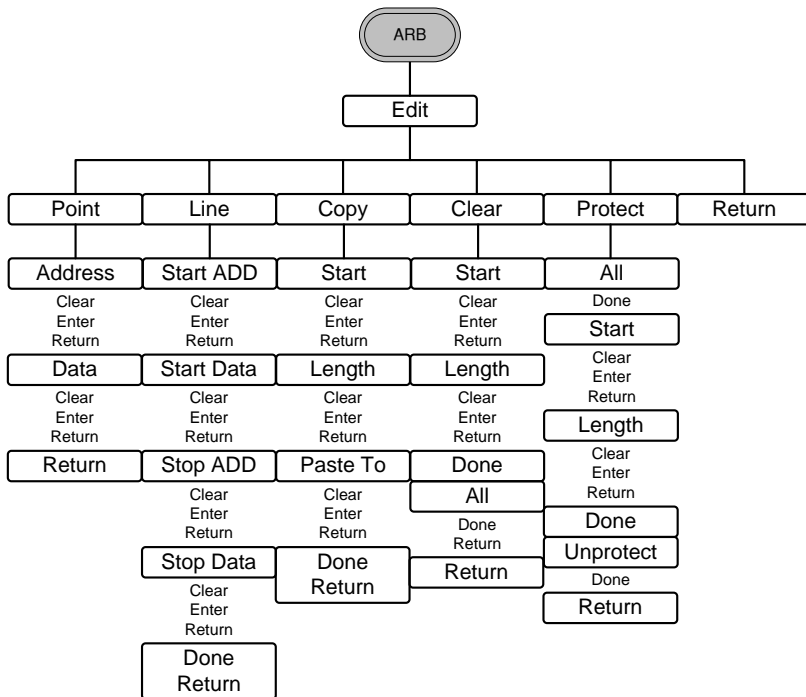 ARB
Edit
Point
Line
Copy
Clear
Protect
Return
Address
Clear
Enter
Return
Data
Clear
Enter
Return
Return
Start ADD
Clear
Enter
Return
Start Data
Clear
Enter
Return
Stop ADD
Clear
Enter
Return
Stop Data
Clear
Enter
Return
Done
Return
Start
Clear
Enter
Return
Length
Clear
Enter
Return
Paste To
Clear
Enter
Return
Done
Return
Start
Clear
Enter
Return
Length
Clear
Enter
Return
Done
All
Done
Return
Return
All
Done
Start
Clear
Enter
Return
Length
Clear
Enter
Return
Done
Unprotect
Done
Return